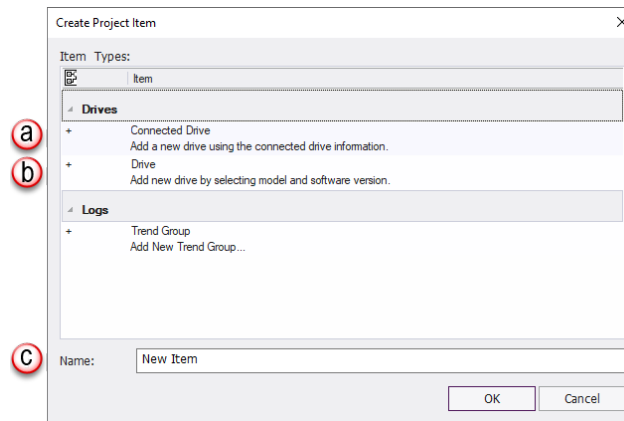 Create Project Item
Item Types:
Item
Drives
a
+ Connected Drive
Add a new drive using the connected drive information.
b
+ Drive
Add new drive by selecting model and software version.
Logs
+ Trend Group
Add New Trend Group...
c
Name: New Item
OK Cancel